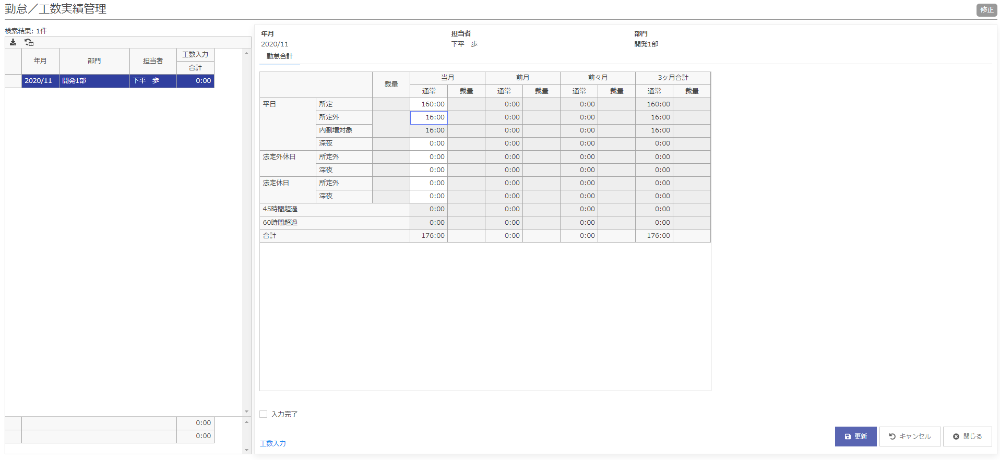 勤怠／工数実績管理
修正
検索結果: 1件
年月 部門 担当者 工数入力
合計
2020/11 開発1部 下平　歩 0:00
0:00
0:00
年月 担当者 部門
2020/11 下平　歩 開発1部
勤怠合計
裁量 当月 前月 前々月 3ヶ月合計
通常 裁量 通常 裁量 通常 裁量 通常 裁量
平日 所定 160:00 0:00 0:00 160:00
所定外 16:00 0:00 0:00 16:00
内割増対象 16:00 0:00 0:00 16:00
深夜 0:00 0:00 0:00 0:00
法定外休日 所定外 0:00 0:00 0:00 0:00
深夜 0:00 0:00 0:00 0:00
法定休日 所定外 0:00 0:00 0:00 0:00
深夜 0:00 0:00 0:00 0:00
45時間超過 0:00 0:00 0:00 0:00
60時間超過 0:00 0:00 0:00 0:00
合計 176:00 0:00 0:00 176:00
入力完了
工数入力
更新 キャンセル 閉じる